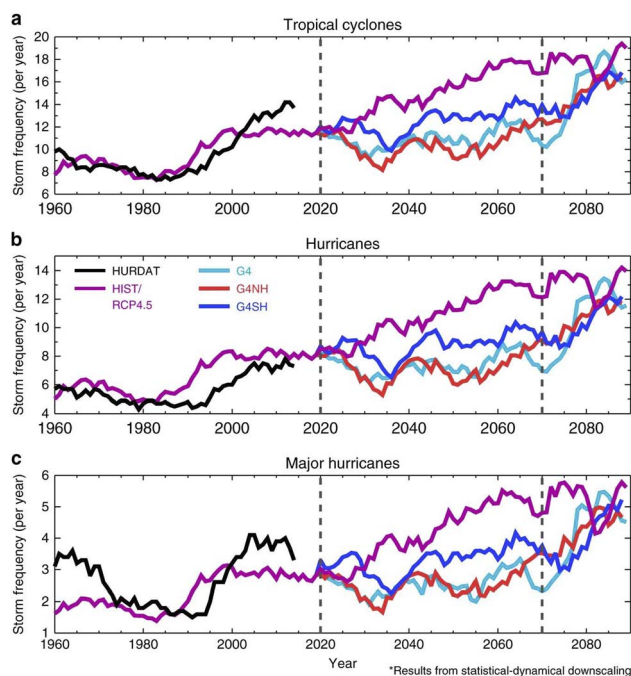 a
Tropical cyclones
Storm frequency (per year)
20
18
16
14
12
10
8
6
1960 1980 2000 2020 2040 2060 2080
b
Hurricanes
Storm frequency (per year)
14
12
10
8
6
4
HURDAT
HIST/
RCP4.5
G4
G4NH
G4SH
1960 1980 2000 2020 2040 2060 2080
c
Major hurricanes
Storm frequency (per year)
6
5
4
3
2
1
1960 1980 2000 2020 2040 2060 2080
Year
*Results from statistical-dynamical downscaling